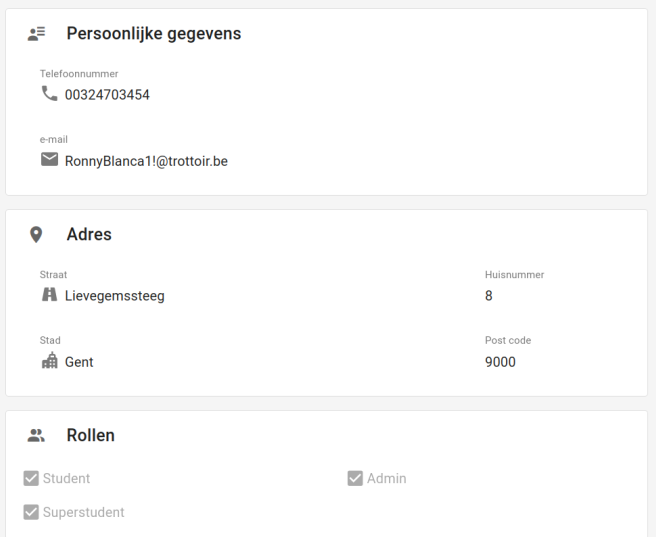 Persoonlijke gegevens
Telefoonnummer
00324703454
e-mail
RonnyBlanca1!@trottoir.be
Adres
Straat Huisnummer
Lievegemssteeg 8
Stad Post code
Gent 9000
Rollen
Student Admin
Superstudent